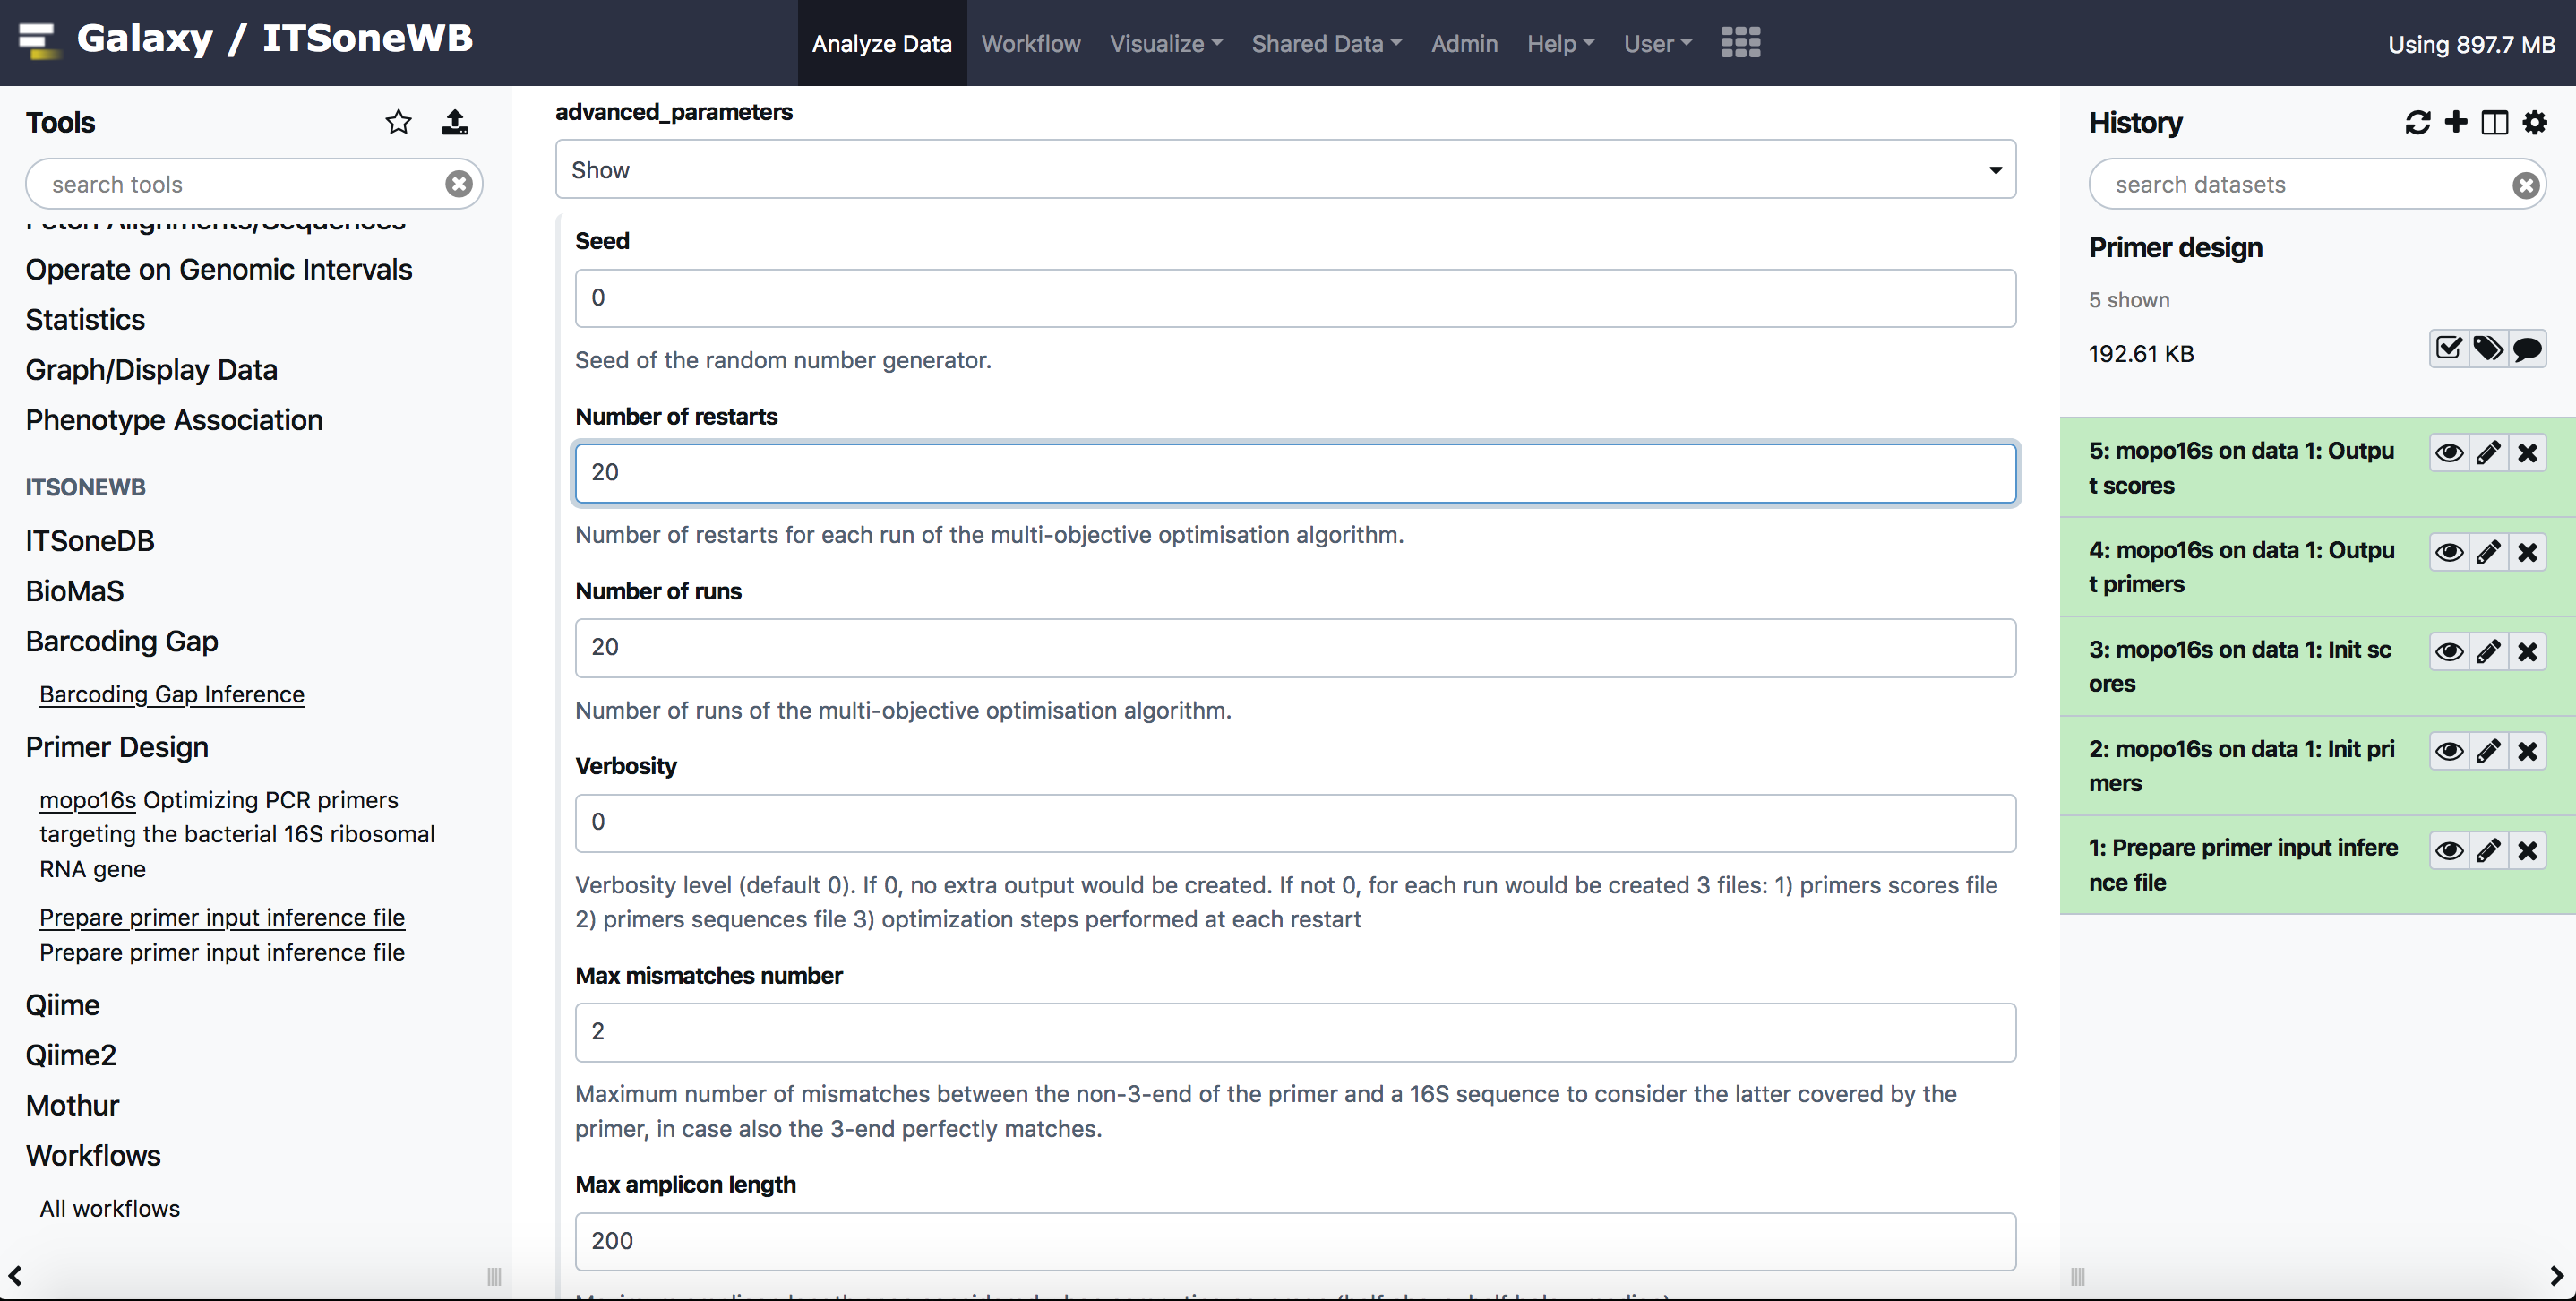 Galaxy / ITSoneWB
Analyze Data
Workflow
Visualize
Shared Data
Admin
Help
User
Using 897.7 MB
Tools
search tools
Fetch Alignments/Sequences
Operate on Genomic Intervals
Statistics
Graph/Display Data
Phenotype Association
ITSONEWB
ITSoneDB
BioMaS
Barcoding Gap
Barcoding Gap Inference
Primer Design
mopo16s Optimizing PCR primers
targeting the bacterial 16S ribosomal
RNA gene
Prepare primer input inference file
Prepare primer input inference file
Qiime
Qiime2
Mothur
Workflows
All workflows
advanced_parameters
Show
Seed
0
Seed of the random number generator.
Number of restarts
20
Number of restarts for each run of the multi-objective optimisation algorithm.
Number of runs
20
Number of runs of the multi-objective optimisation algorithm.
Verbosity
0
Verbosity level (default 0). If 0, no extra output would be created. If not 0, for each run would be created 3 files: 1) primers scores file
2) primers sequences file 3) optimization steps performed at each restart
Max mismatches number
2
Maximum number of mismatches between the non-3-end of the primer and a 16S sequence to consider the latter covered by the
primer, in case also the 3-end perfectly matches.
Max amplicon length
200
History
search datasets
Primer design
5 shown
192.61 KB
5: mopo16s on data 1: Outpu
t scores
4: mopo16s on data 1: Outpu
t primers
3: mopo16s on data 1: Init sc
ores
2: mopo16s on data 1: Init pri
mers
1: Prepare primer input infere
nce file